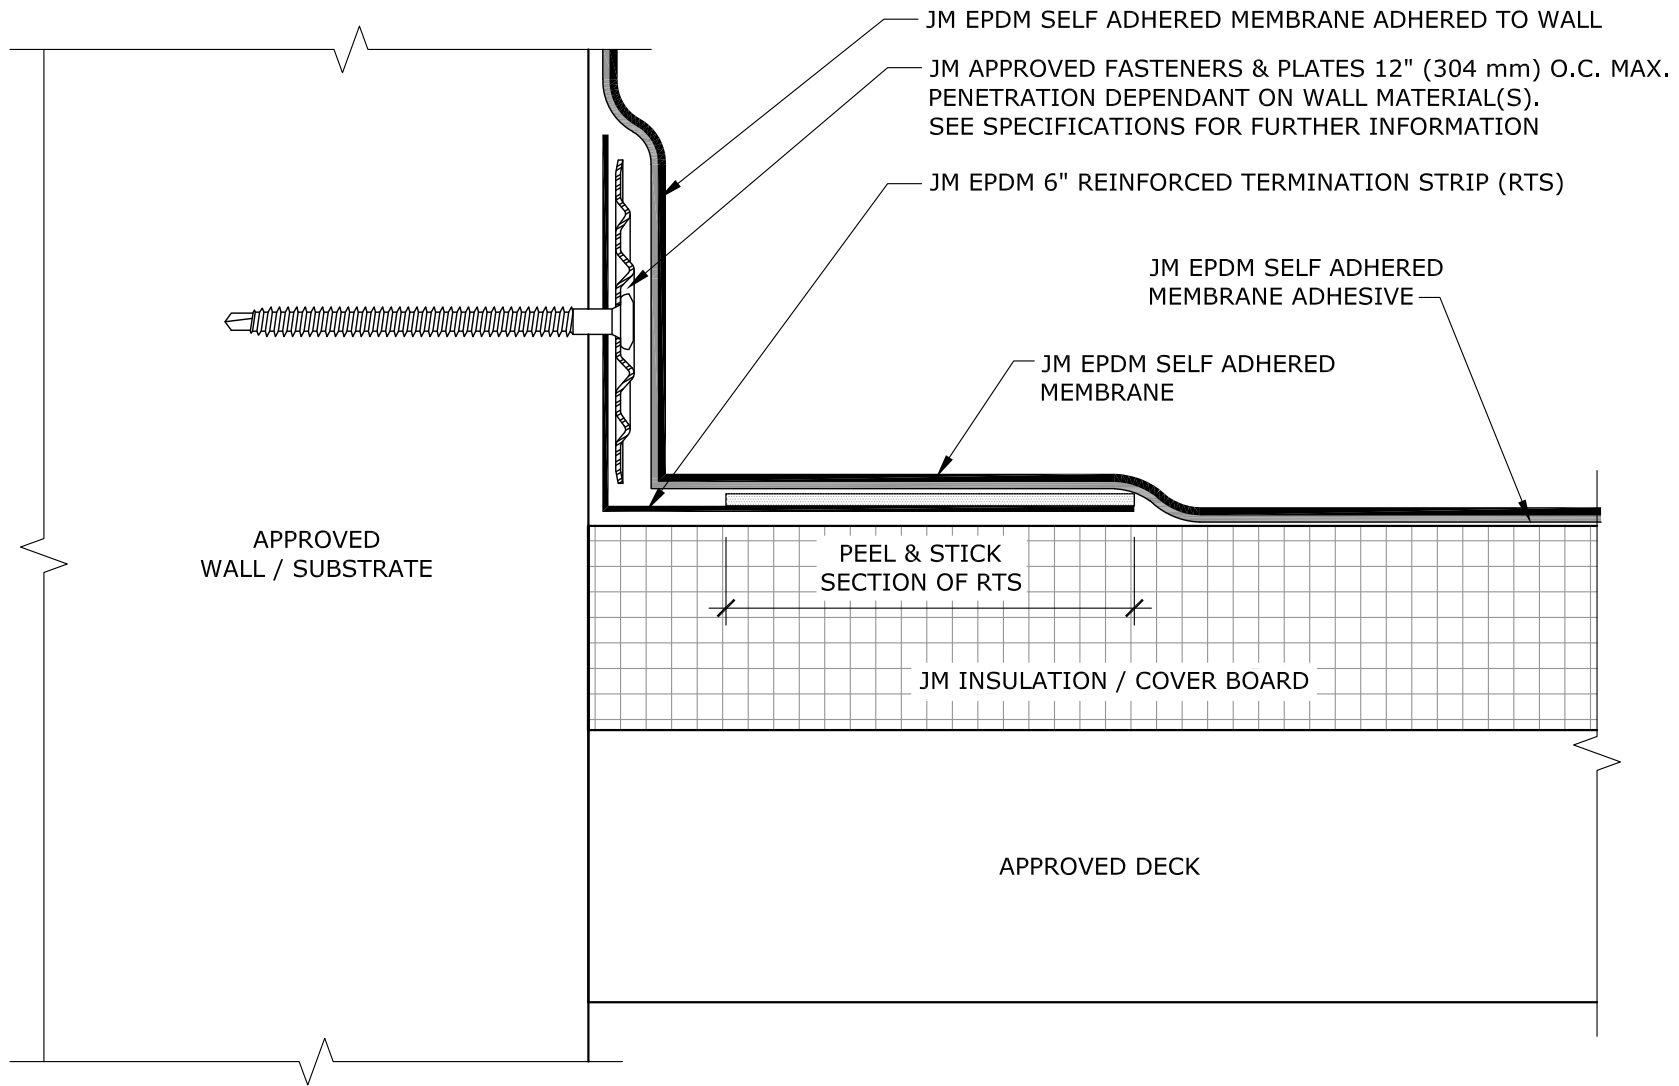 JM EPDM SELF ADHERED MEMBRANE ADHERED TO WALL
JM APPROVED FASTENERS & PLATES 12" (304 mm) O.C. MAX.
PENETRATION DEPENDANT ON WALL MATERIAL(S).
SEE SPECIFICATIONS FOR FURTHER INFORMATION
JM EPDM 6" REINFORCED TERMINATION STRIP (RTS)
JM EPDM SELF ADHERED
MEMBRANE ADHESIVE
JM EPDM SELF ADHERED
MEMBRANE
APPROVED
WALL / SUBSTRATE
PEEL & STICK
SECTION OF RTS
JM INSULATION / COVER BOARD
APPROVED DECK